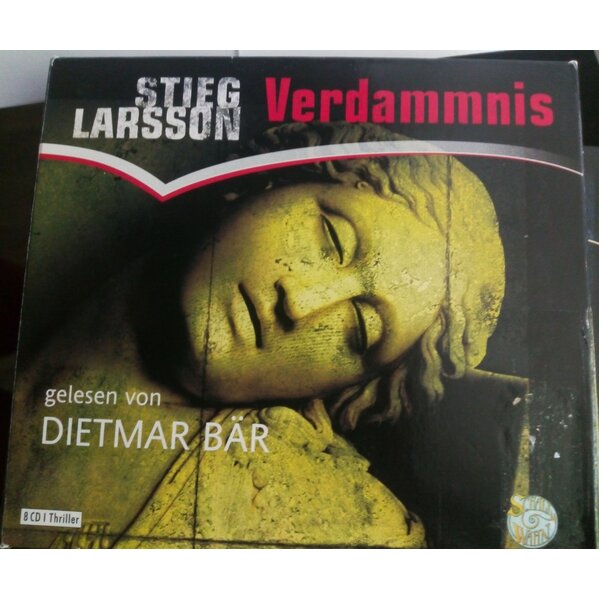 STIEG
LARSSON
Verdammnis
gelesen von
DIETMAR BÄR
8 CD | Thriller